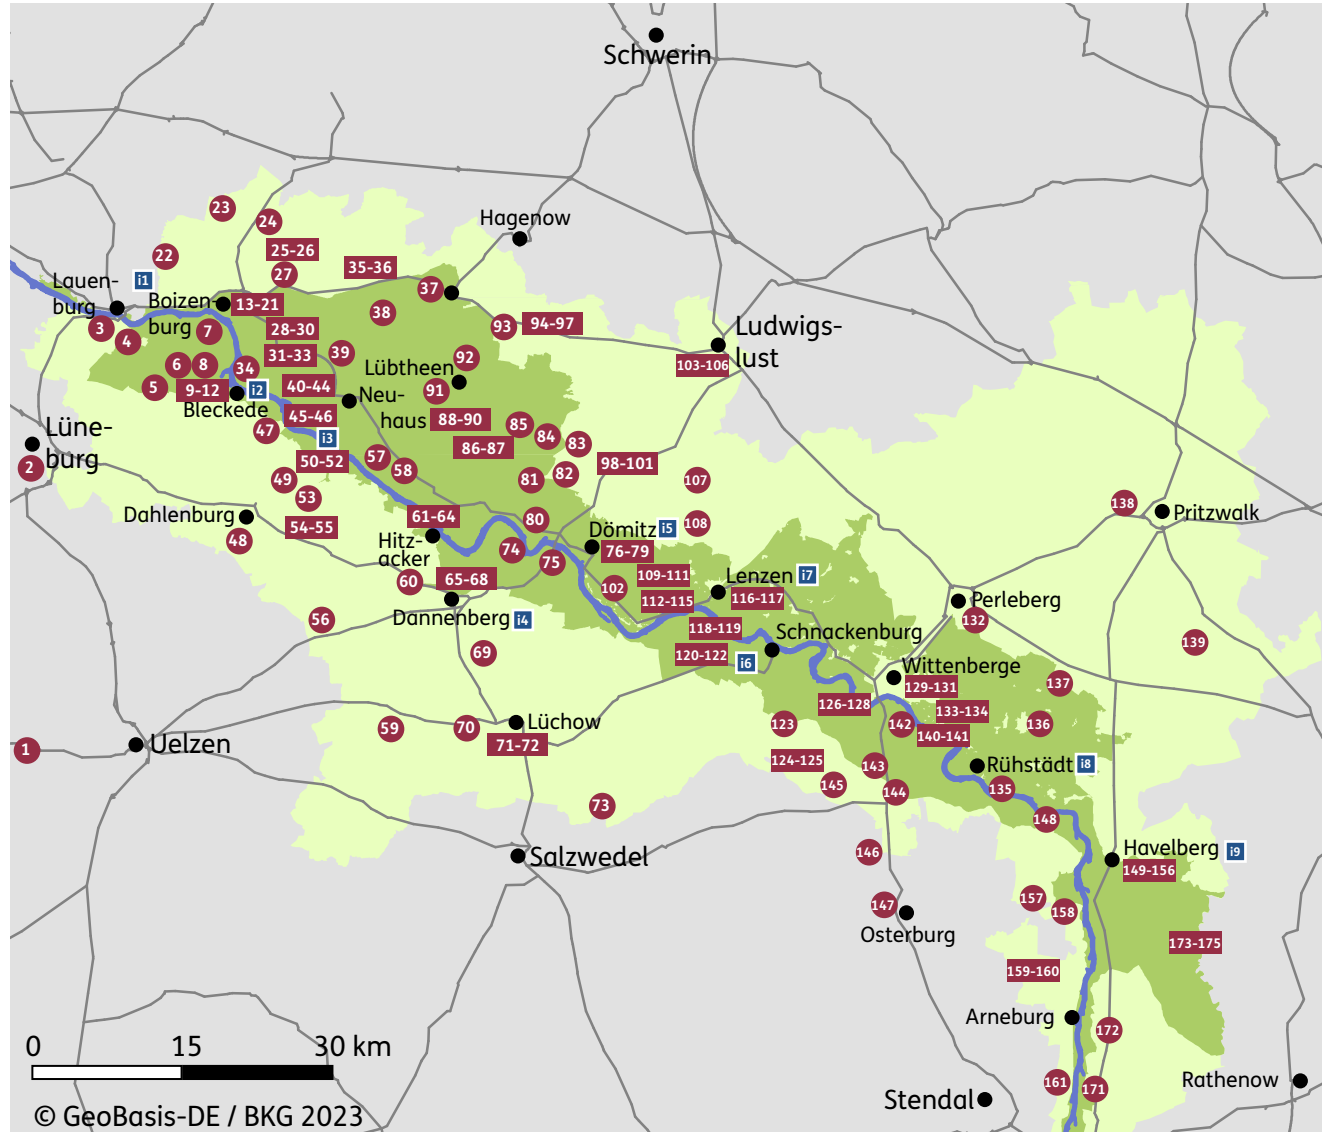 Schwerin
23
24
Hagenow
22
25-26
27
35-36
i1
Lauen-
burg
37
Boizen-
burg
13-21
38
3
4
7
28-30
93
94-97
Ludwigs-
lust
103-106
31-33
39
92
6
8
34
Lübtheen
5
9-12
i2
40-44
91
Bleckede
Neu-
haus
45-46
88-90
85
Lüne-
burg
47
i3
86-87
84
83
2
50-52
57
58
98-101
49
81
82
107
53
138
Pritzwalk
Dahlenburg
61-64
80
108
54-55
48
Hitz-
acker
74
75
Dömitz
i5
76-79
60
65-68
102
109-111
Lenzen
i7
112-115
116-117
Perleberg
Dannenberg
i4
56
118-119
Schnackenburg
132
139
69
120-122
i6
Wittenberge
129-131
137
126-128
133-134
59
70
Lüchow
123
142
136
1
Uelzen
71-72
140-141
124-125
143
Rühstädt
i8
145
144
135
73
148
Salzwedel
146
Havelberg
i9
149-156
157
158
147
Osterburg
173-175
159-160
Arneburg
172
0
15
30 km
161
171
Rathenow
Stendal
© GeoBasis-DE / BKG 2023